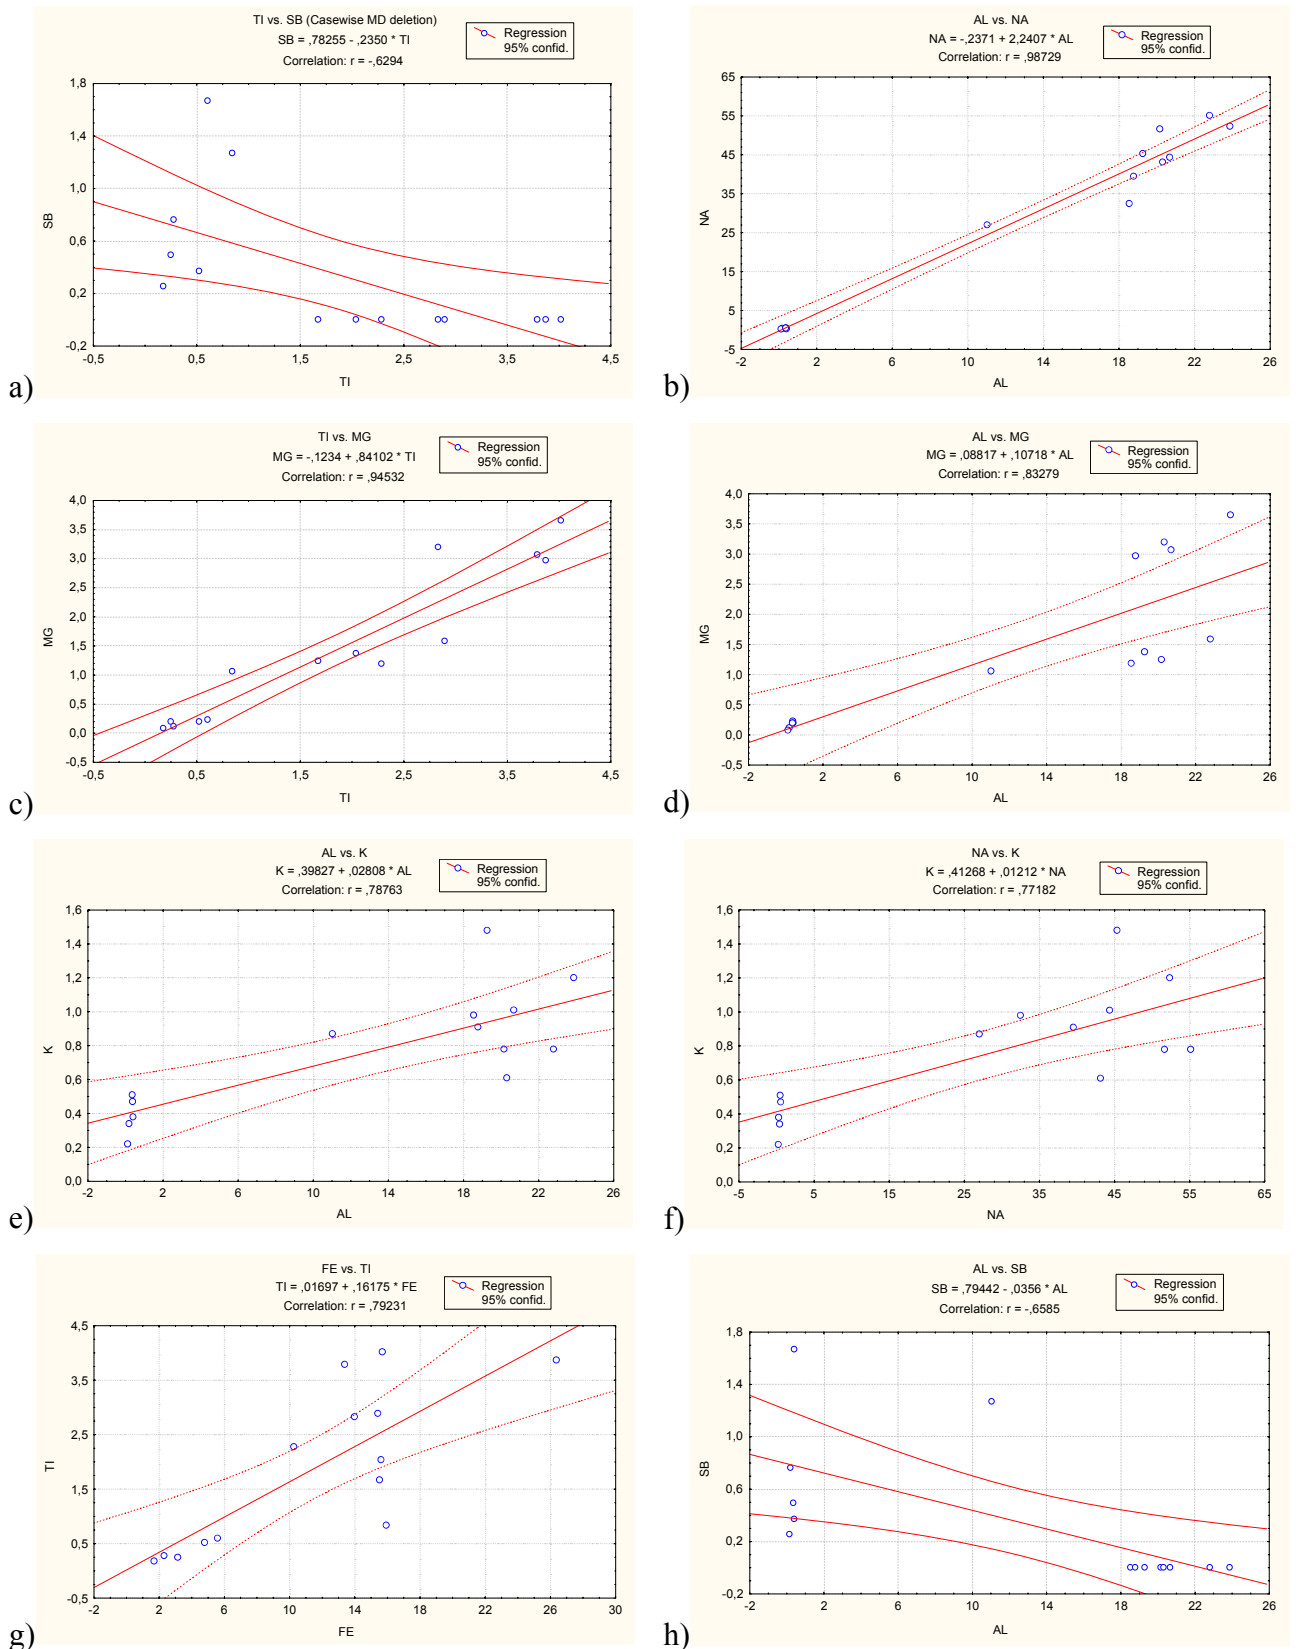 TI vs. SB (Casewise MD deletion)
SB = ,78255 - ,2350 * TI
Correlation: r = -,6294
Regression
95% confid.
1,8
1,4
1,0
0,6
0,2
-0,2
-0,5
0,5
1,5
2,5
3,5
4,5
SB
TI
a)
AL vs. NA
NA = -,2371 + 2,2407 * AL
Correlation: r = ,98729
Regression
95% confid.
65
55
45
35
25
15
5
-5
-2
2
6
10
14
18
22
26
NA
AL
b)
TI vs. MG
MG = -,1234 + ,84102 * TI
Correlation: r = ,94532
Regression
95% confid.
4,0
3,5
3,0
2,5
2,0
1,5
1,0
0,5
0,0
-0,5
-0,5
0,5
1,5
2,5
3,5
4,5
MG
TI
c)
AL vs. MG
MG = ,08817 + ,10718 * AL
Correlation: r = ,83279
Regression
95% confid.
4,0
3,5
3,0
2,5
2,0
1,5
1,0
0,5
0,0
-0,5
-2
2
6
10
14
18
22
26
MG
AL
d)
AL vs. K
K = ,39827 + ,02808 * AL
Correlation: r = ,78763
Regression
95% confid.
1,6
1,4
1,2
1,0
0,8
0,6
0,4
0,2
0,0
-2
2
6
10
14
18
22
26
K
AL
e)
NA vs. K
K = ,41268 + ,01212 * NA
Correlation: r = ,77182
Regression
95% confid.
1,6
1,4
1,2
1,0
0,8
0,6
0,4
0,2
0,0
-5
5
15
25
35
45
55
65
K
NA
f)
FE vs. TI
TI = ,01697 + ,16175 * FE
Correlation: r = ,79231
Regression
95% confid.
4,5
3,5
2,5
1,5
0,5
-0,5
-2
2
6
10
14
18
22
26
30
TI
FE
g)
AL vs. SB
SB = ,79442 - ,0356 * AL
Correlation: r = -,6585
Regression
95% confid.
1,8
1,4
1,0
0,6
0,2
-0,2
-2
2
6
10
14
18
22
26
SB
AL
h)